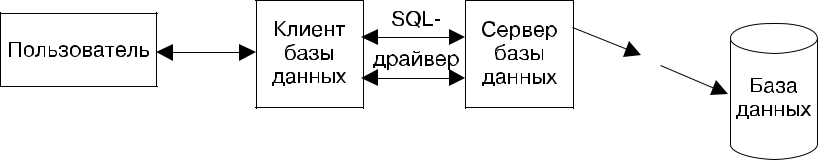 Пользователь
Клиент
базы
данных
SQL-
драйвер
Сервер
базы
данных
База
данных